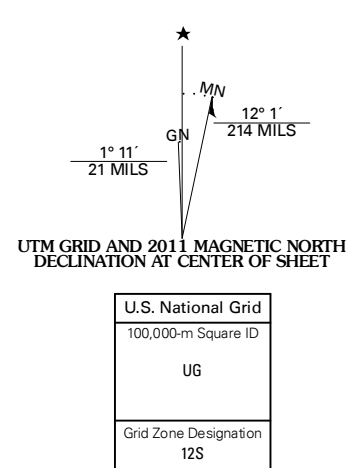 ★
MN
12° 1´
214 MILS
GN
1° 11´
21 MILS
UTM GRID AND 2011 MAGNETIC NORTH
DECLINATION AT CENTER OF SHEET
U.S. National Grid
100,000-m Square ID
UG
Grid Zone Designation
12S